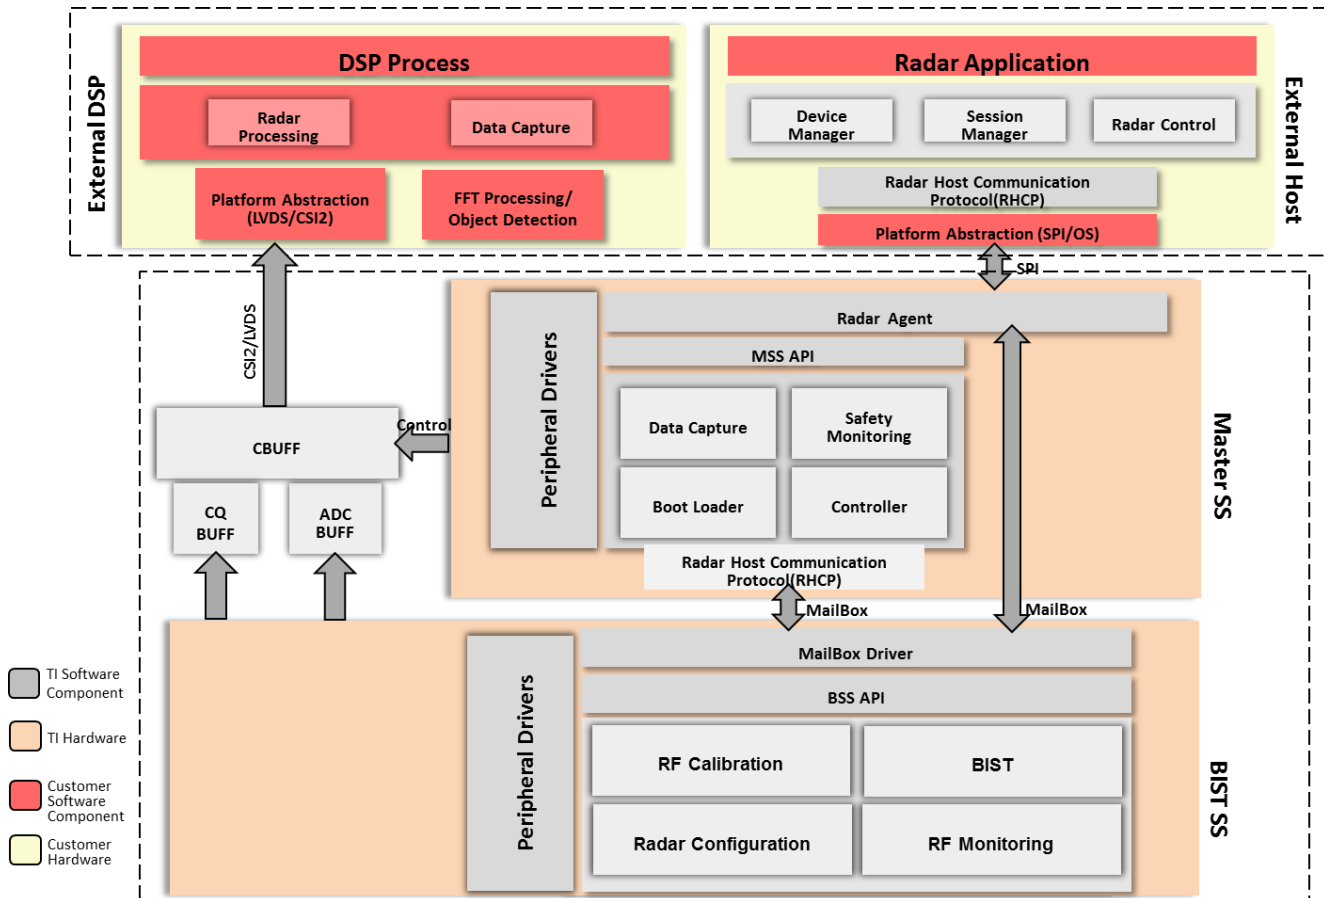 External DSP
DSP Process
Radar
Processing
Data Capture
Platform Abstraction
(LVDS/CSI2)
FFT Processing/
Object Detection
Radar Application
Device
Manager
Session
Manager
Radar Control
Radar Host Communication
Protocol(RHCP)
Platform Abstraction (SPI/OS)
External Host
SPI
CSI2/LVDS
Control
CBUFF
CQ
BUFF
ADC
BUFF
Peripheral Drivers
Radar Agent
MSS API
Data Capture
Safety
Monitoring
Boot Loader
Controller
Radar Host Communication
Protocol(RHCP)
Master SS
MailBox
MailBox
Peripheral Drivers
MailBox Driver
BSS API
RF Calibration
BIST
Radar Configuration
RF Monitoring
BIST SS
TI Software
Component
TI Hardware
Customer
Software
Component
Customer
Hardware